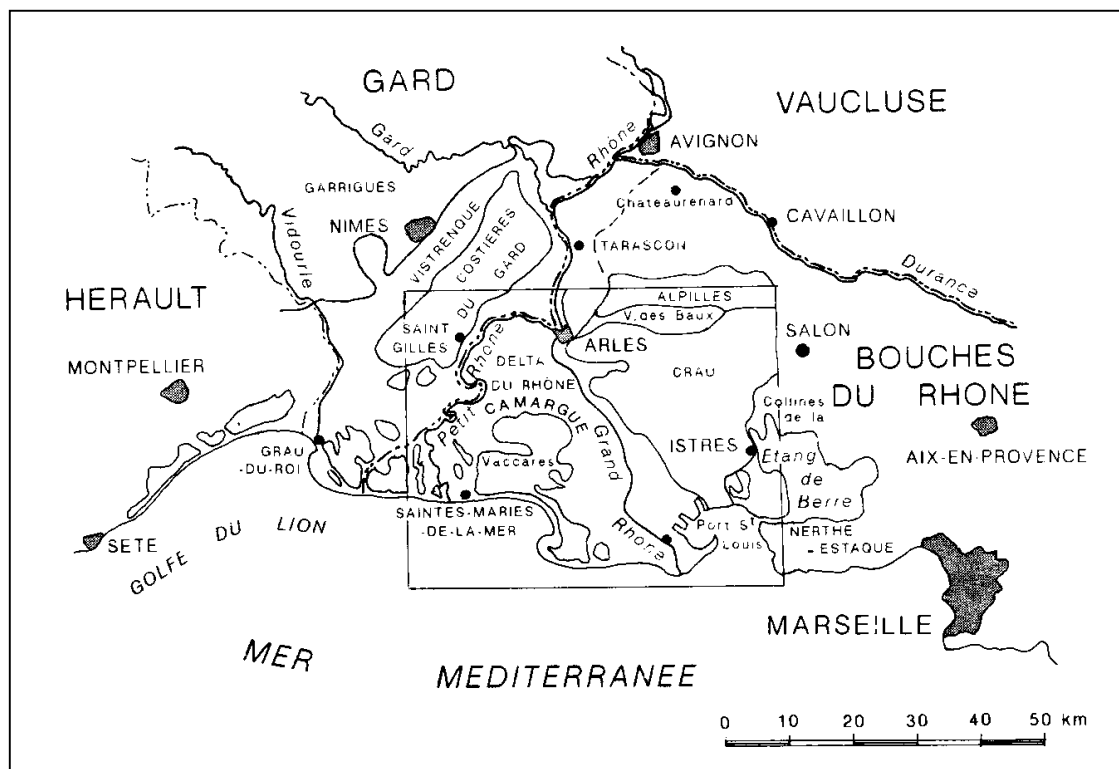 GARD
VAUCLUSE
Gard
Rhône
AVIGNON
GARRIGUES
Chateaurenard
CAVAILLON
NIMES
VISTRENQUE
COSTIERES
DU GARD
TARASCON
Vidourle
Durance
HERAULT
ALPILLES
V. des Baux
SAINT
GILLES
ARLES
SALON
MONTPELLIER
Petit Rhône
DELTA
DU RHÔNE
CRAU
BOUCHES
DU RHONE
CAMARGUE
Collines
de la
GRAU
-DU-ROI
Vaccares
Grand Rhone
ISTRES
Etang
de
Berre
AIX-EN-PROVENCE
SAINTES-MARIES
-DE-LA-MER
Port St
Louis
NERTHE
-ESTAQUE
SETE
GOLFE DU LION
MARSEILLE
MER MEDITERRANEE
0 10 20 30 40 50 km